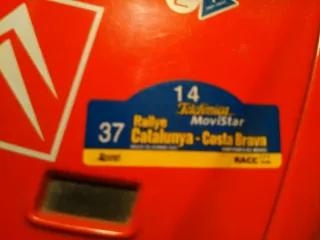 14
Telefónica
MoviStar
37 Rallye
Catalunya - Costa Brava
RACC